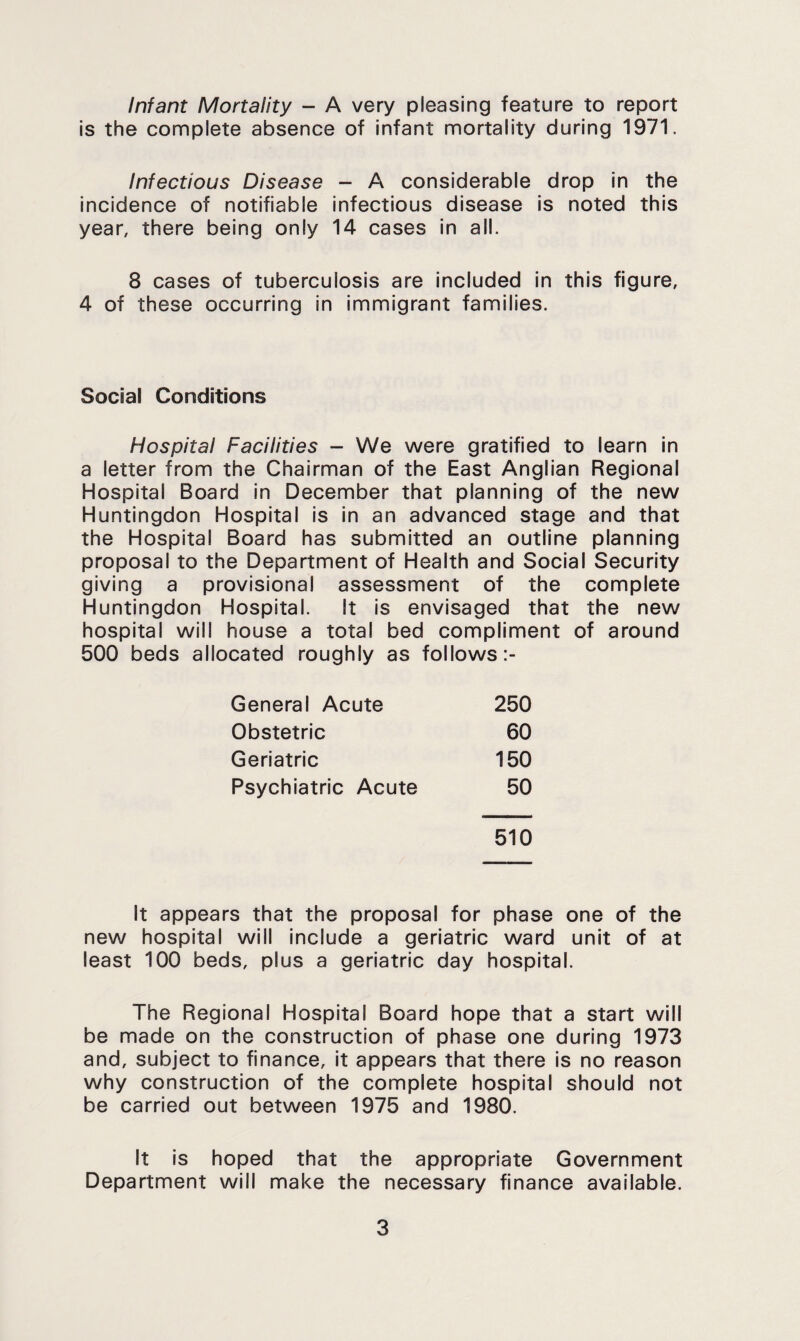 Infant Mortality – A very pleasing feature to report
is the complete absence of infant mortality during 1971.
Infectious Disease – A considerable drop in the
incidence of notifiable infectious disease is noted this
year, there being only 14 cases in all.
8 cases of tuberculosis are included in this figure,
4 of these occurring in immigrant families.
Social Conditions
Hospital Facilities – We were gratified to learn in
a letter from the Chairman of the East Anglian Regional
Hospital Board in December that planning of the new
Huntingdon Hospital is in an advanced stage and that
the Hospital Board has submitted an outline planning
proposal to the Department of Health and Social Security
giving a provisional assessment of the complete
Huntingdon Hospital. It is envisaged that the new
hospital will house a total bed compliment of around
500 beds allocated roughly as follows:-
General Acute 250
Obstetric 60
Geriatric 150
Psychiatric Acute 50
510
It appears that the proposal for phase one of the
new hospital will include a geriatric ward unit of at
least 100 beds, plus a geriatric day hospital.
The Regional Hospital Board hope that a start will
be made on the construction of phase one during 1973
and, subject to finance, it appears that there is no reason
why construction of the complete hospital should not
be carried out between 1975 and 1980.
It is hoped that the appropriate Government
Department will make the necessary finance available.
3